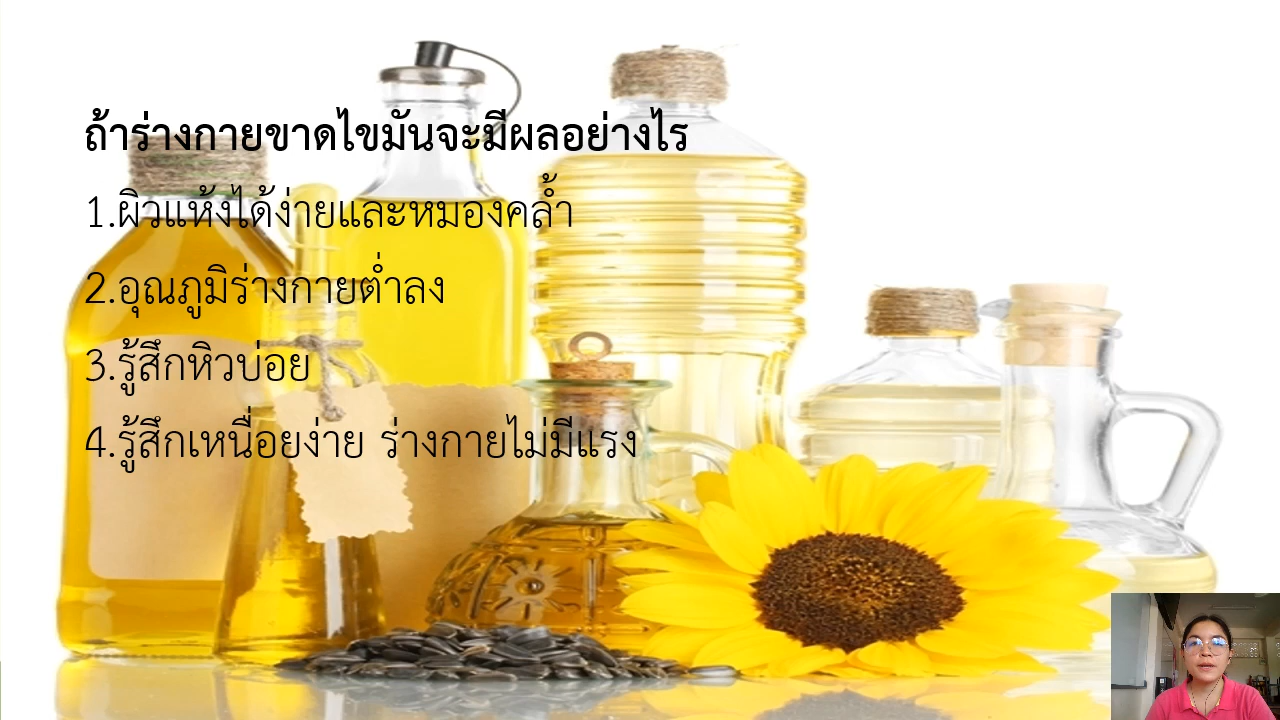 ถ้าร่างกายขาดไขมันจะมีผลอย่างไร
1.ผิวแห้งได้ง่ายและหมองคล้ำ
2.อุณภูมิร่างกายต่ำลง
3.รู้สึกหิวบ่อย
4.รู้สึกเหนื่อยง่าย ร่างกายไม่มีแรง